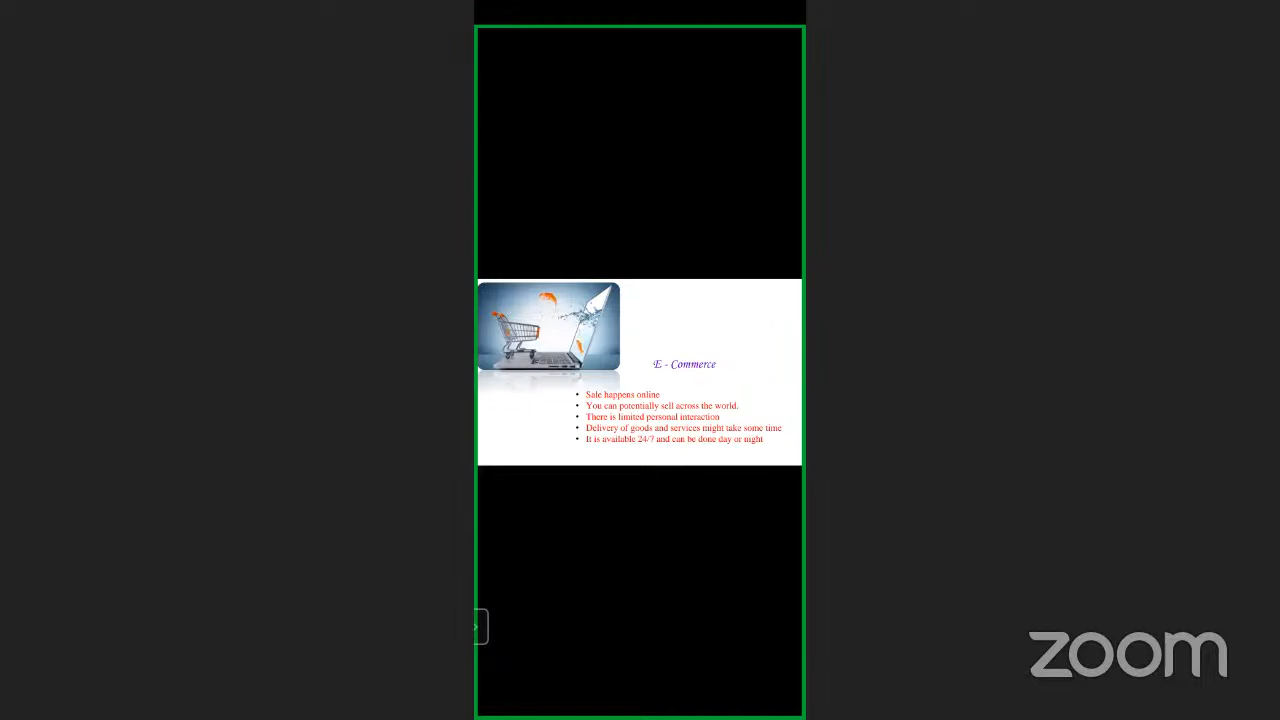 E - Commerce
• Sale happens online
• You can potentially sell across the world.
• There is limited personal interaction
• Delivery of goods and services might take some time
• It is available 24/7 and can be done day or night
zoom